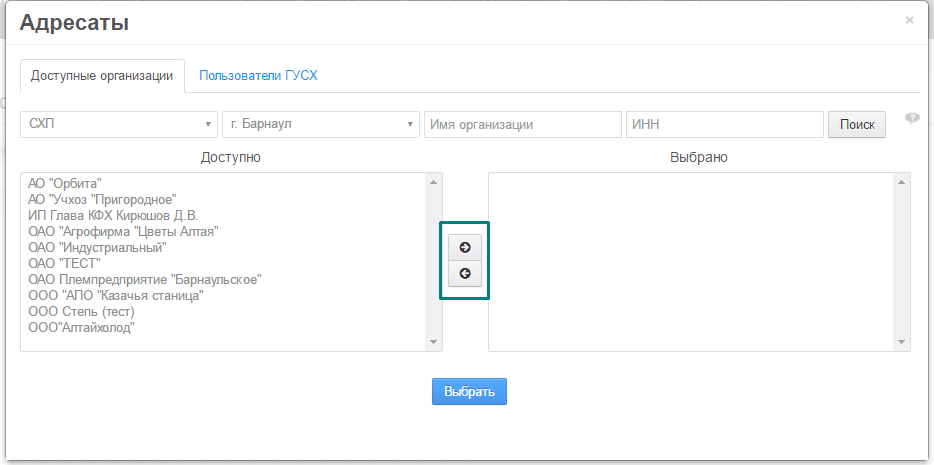 Адресаты
Доступные организации
Пользователи ГУСХ
СХП
г. Барнаул
Имя организации
ИНН
Поиск
Доступно
Выбрано
АО "Орбита"
АО "Учхоз "Пригородное"
ИП Глава КФХ Кирюшов Д.В.
ОАО "Агрофирма "Цветы Алтая"
ОАО "Индустриальный"
ОАО "ТЕСТ"
ОАО Племпредприятие "Барнаульское"
ООО "АПО "Казачья станица"
ООО Степь (тест)
ООО"Алтайхолод"
Выбрать